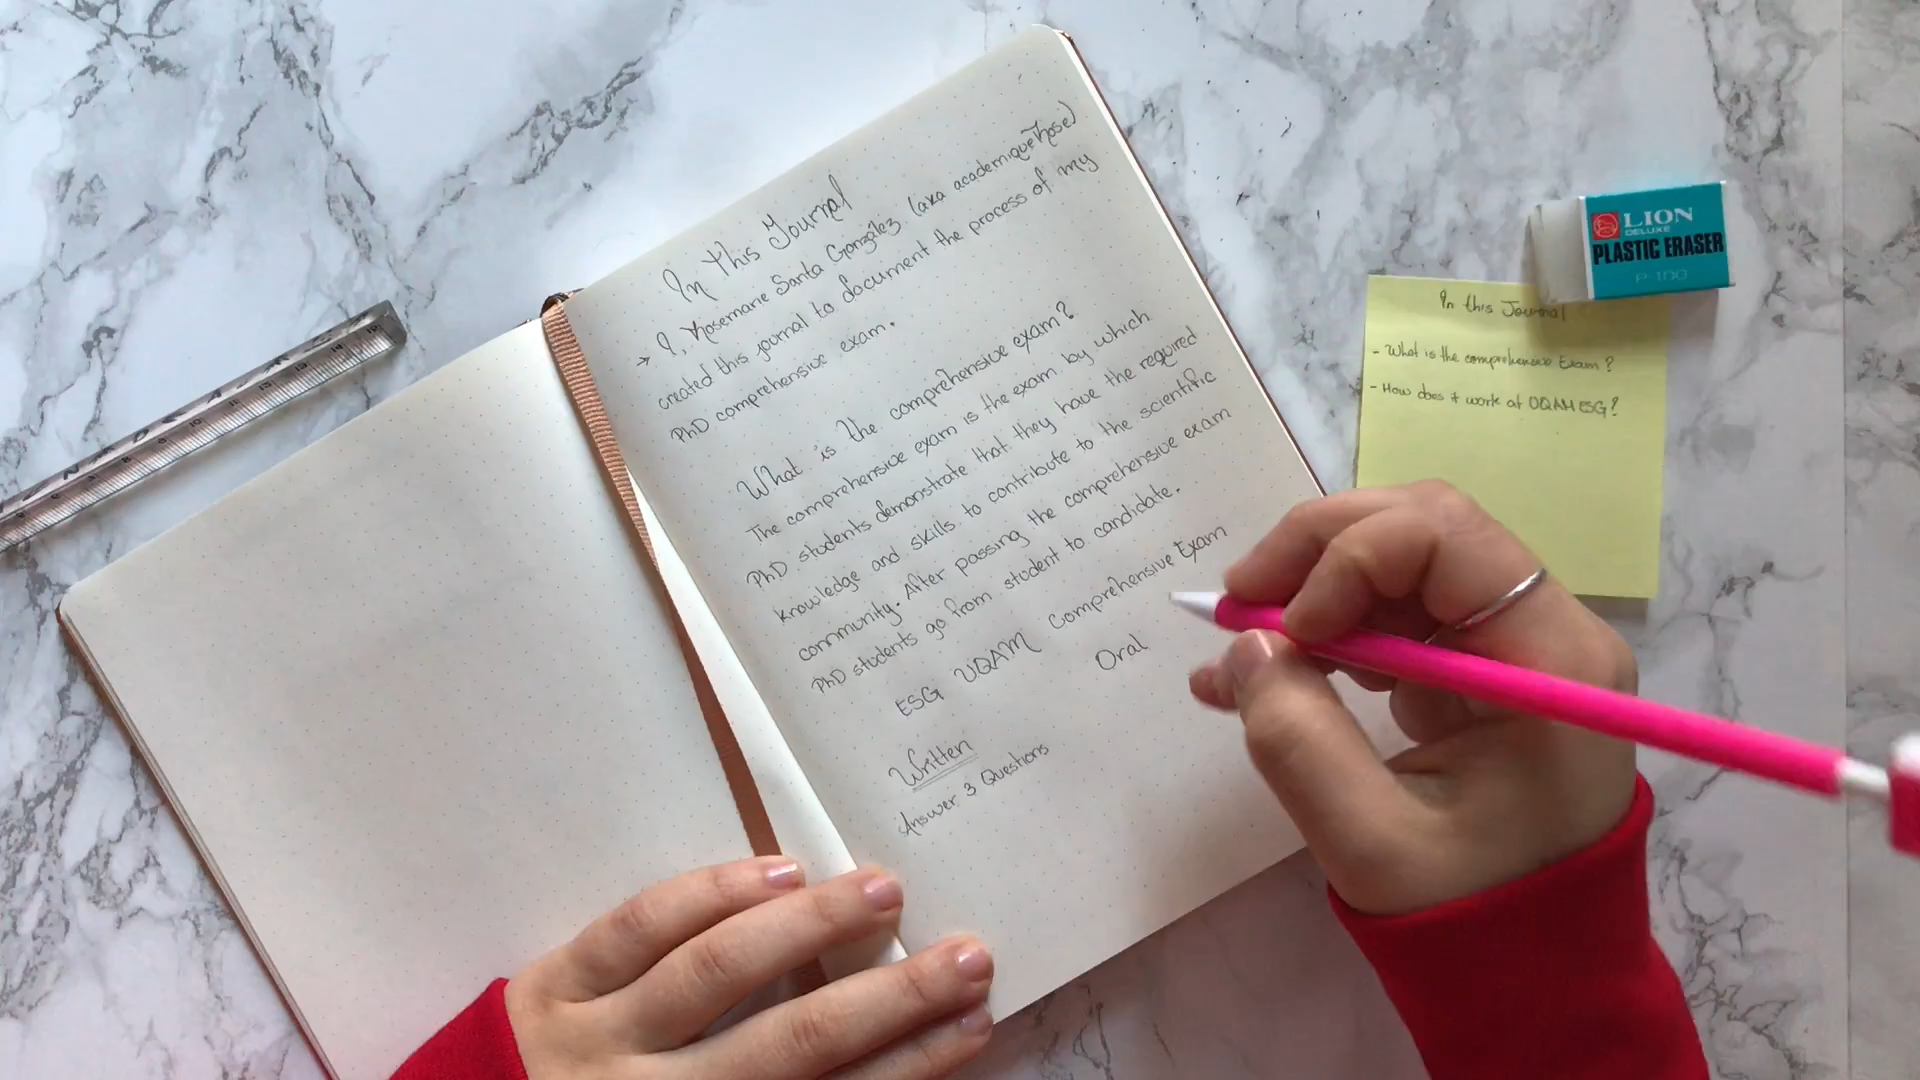 In this Journal
→ I, Rosemarie Santa González (aka academiqueRose)
created this journal to document the process of my
PhD comprehensive exam.
What is the comprehensive exam?
The comprehensive exam is the exam by which
PhD students demonstrate that they have the required
knowledge and skills to contribute to the scientific
community. After passing the comprehensive exam
PhD students go from student to candidate.
ESG UQAM Comprehensive Exam
Written
Oral
Answer 3 Questions
LION
DELUXE
PLASTIC ERASER
P-100
In this Journal
- What is the comprehensive Exam?
- How does it work at UQAM ESG?